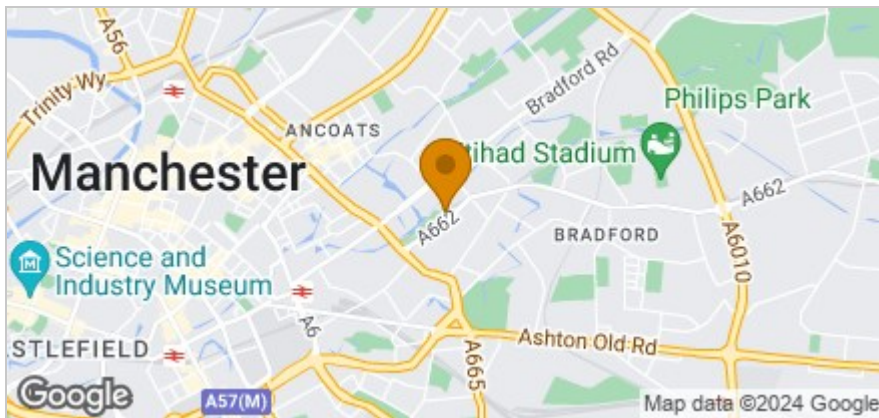 A56
Trinity Wy
Bradford Rd
Philips Park
ANCOATS
tihad Stadium
Manchester
A662
A662
BRADFORD
A6010
Science and
Industry Museum
A6
STLEFIELD
A665
Ashton Old Rd
Google
A57(M)
Map data ©2024 Google